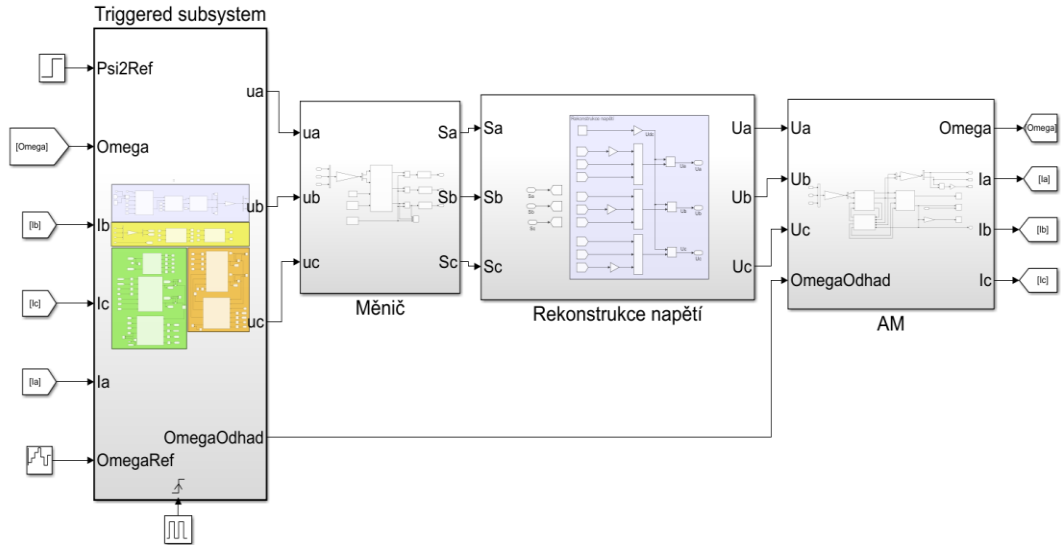 Triggered subsystem
Psi2Ref
Omega
Ib
Ic
Ia
OmegaRef
ua
ub
uc
OmegaOdhad
[Omega]
[Ib]
[Ic]
[Ia]
ua
ub
uc
Sa
Sb
Sc
Měnič
Sa
Sb
Sc
Rekonstrukce napětí
Ua
Ub
Uc
Rekonstrukce napětí
Ua
Ub
Uc
OmegaOdhad
Omega
Ia
Ib
Ic
AM
[Omega]
[Ia]
[Ib]
[Ic]